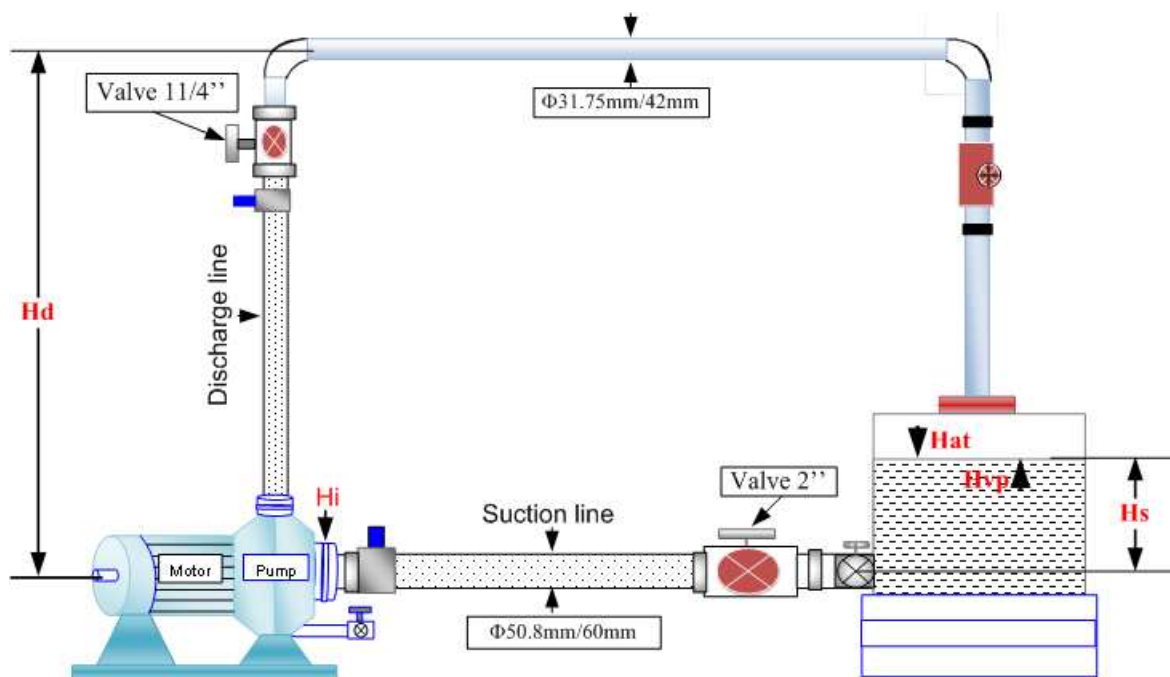 Valve 11/4’’
Φ31.75mm/42mm
Discharge line
Hd
Hat
Hvp
Hs
Valve 2’’
Hi
Suction line
Motor
Pump
Φ50.8mm/60mm